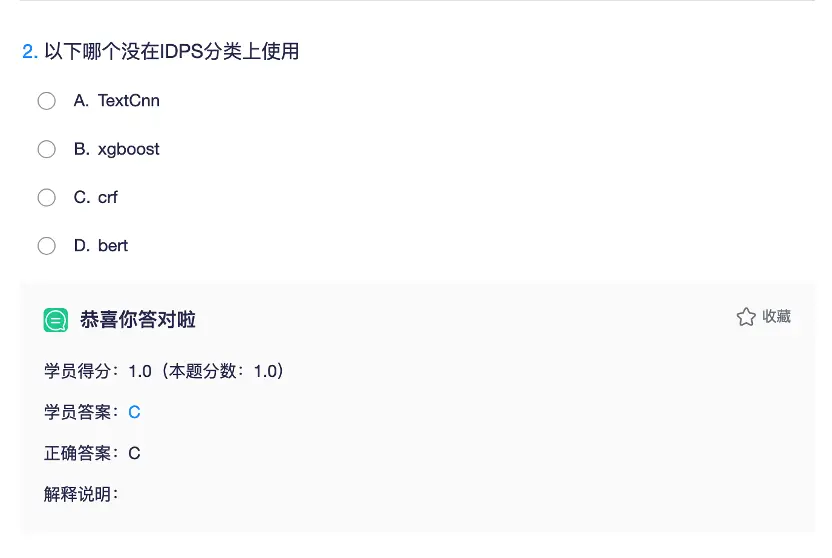 2. 以下哪个没在IDPS分类上使用
A. TextCnn
B. xgboost
C. crf
D. bert
恭喜你答对啦
收藏
学员得分：1.0（本题分数：1.0）
学员答案：C
正确答案：C
解释说明：